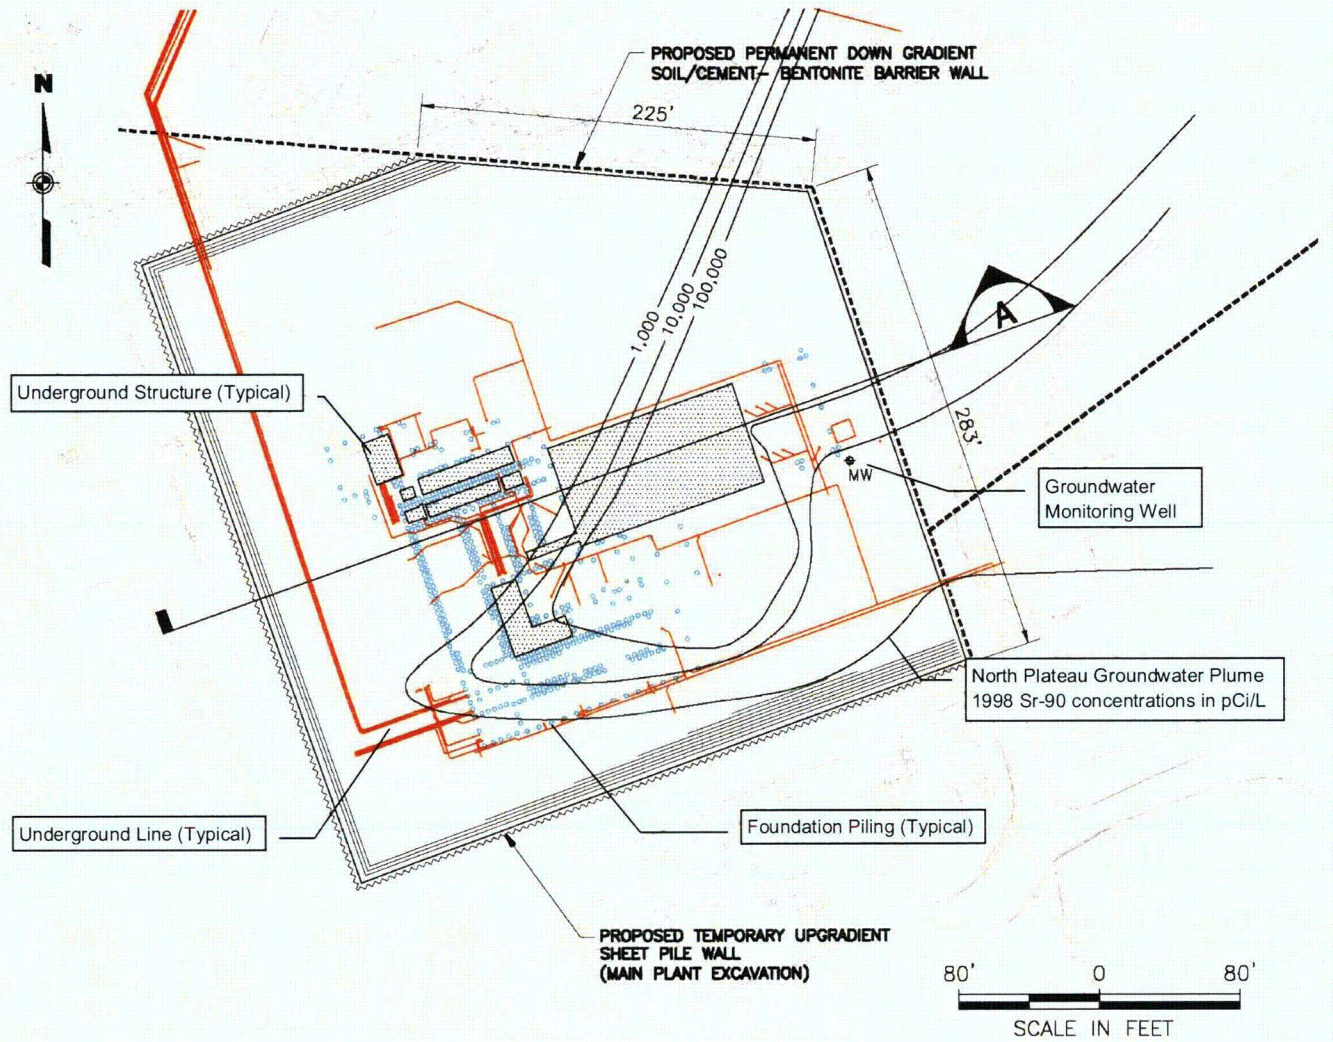 PROPOSED PERMANENT DOWN GRADIENT
SOIL/CEMENT- BENTONITE BARRIER WALL
N
225'
1,000
10,000
100,000
A
Underground Structure (Typical)
283'
MW
Groundwater
Monitoring Well
North Plateau Groundwater Plume
1998 Sr-90 concentrations in pCi/L
Underground Line (Typical)
Foundation Piling (Typical)
PROPOSED TEMPORARY UPGRADIENT
SHEET PILE WALL
(MAIN PLANT EXCAVATION)
80' 0 80'
SCALE IN FEET